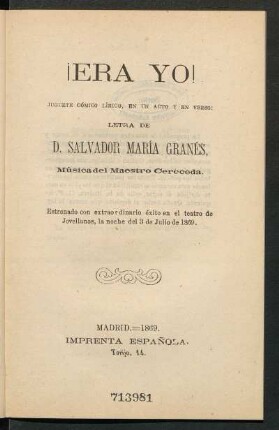 ¡ERA YO!
JUGUETE CÓMICO LÍRICO, EN UN ACTO Y EN VERSO
LETRA DE
D. SALVADOR MARÍA GRANÉS,
Música del Maestro Cereceda.
Estrenado con extraordinario éxito en el teatro de
Jovellanos, la noche del 3 de Julio de 1869.
MADRID.—1869.
IMPRENTA ESPAÑOLA.
Torija, 14.
713981